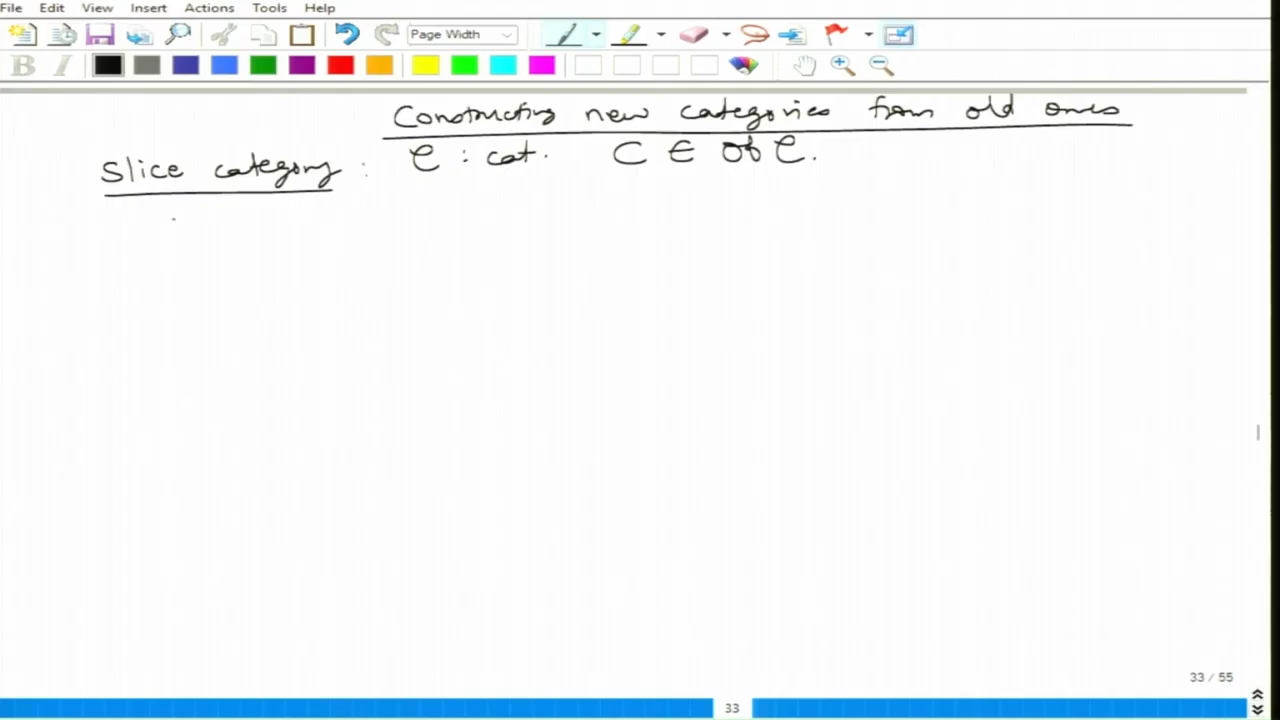 File Edit View Insert Actions Tools Help
Page Width
B I
Constructing new categories from old ones
Slice category : C : cat. C ∈ Ob C.
33 / 55
33